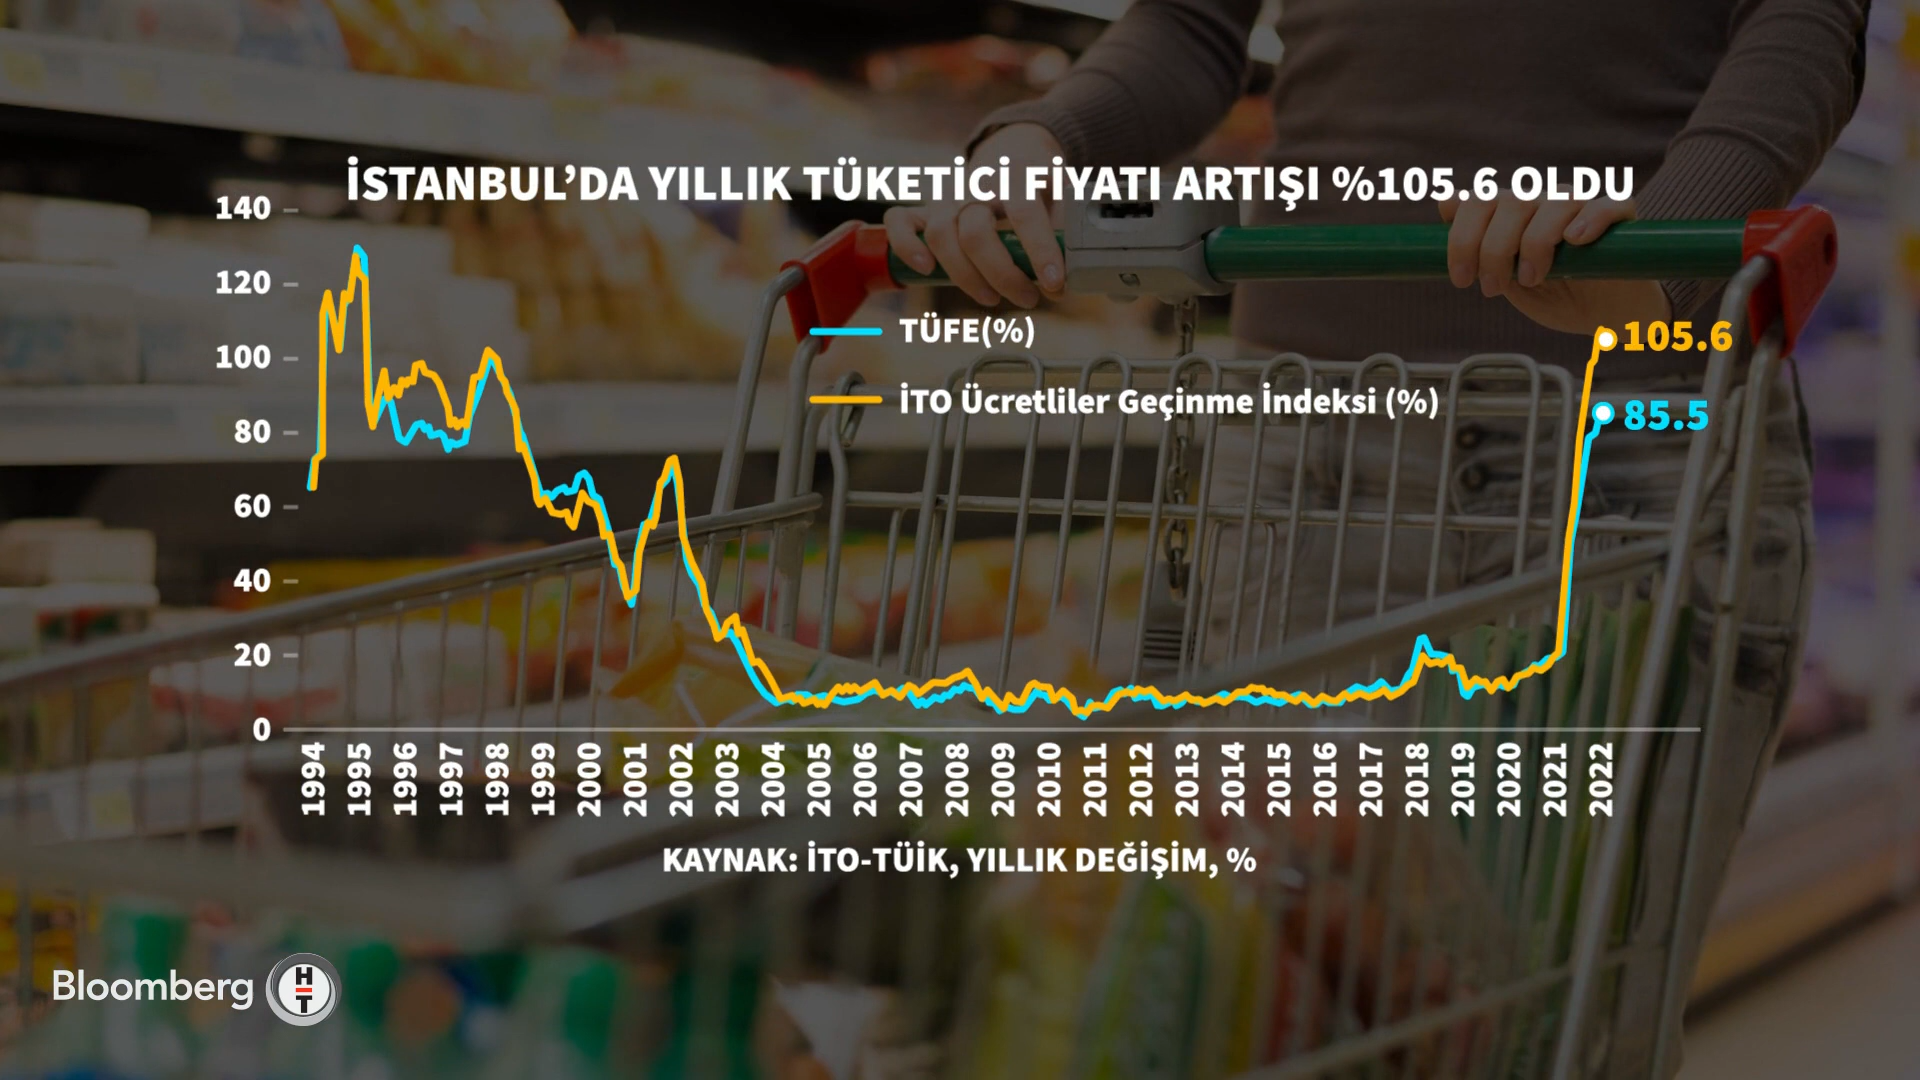 İSTANBUL’DA YILLIK TÜKETİCİ FİYATI ARTIŞI %105.6 OLDU
140
120
100
80
60
40
20
0
TÜFE(%)
İTO Ücretliler Geçinme İndeksi (%)
105.6
85.5
1994 1995 1996 1997 1998 1999 2000 2001 2002 2003 2004 2005 2006 2007 2008 2009 2010 2011 2012 2013 2014 2015 2016 2017 2018 2019 2020 2021 2022
KAYNAK: İTO-TÜİK, YILLIK DEĞİŞİM, %
Bloomberg HT